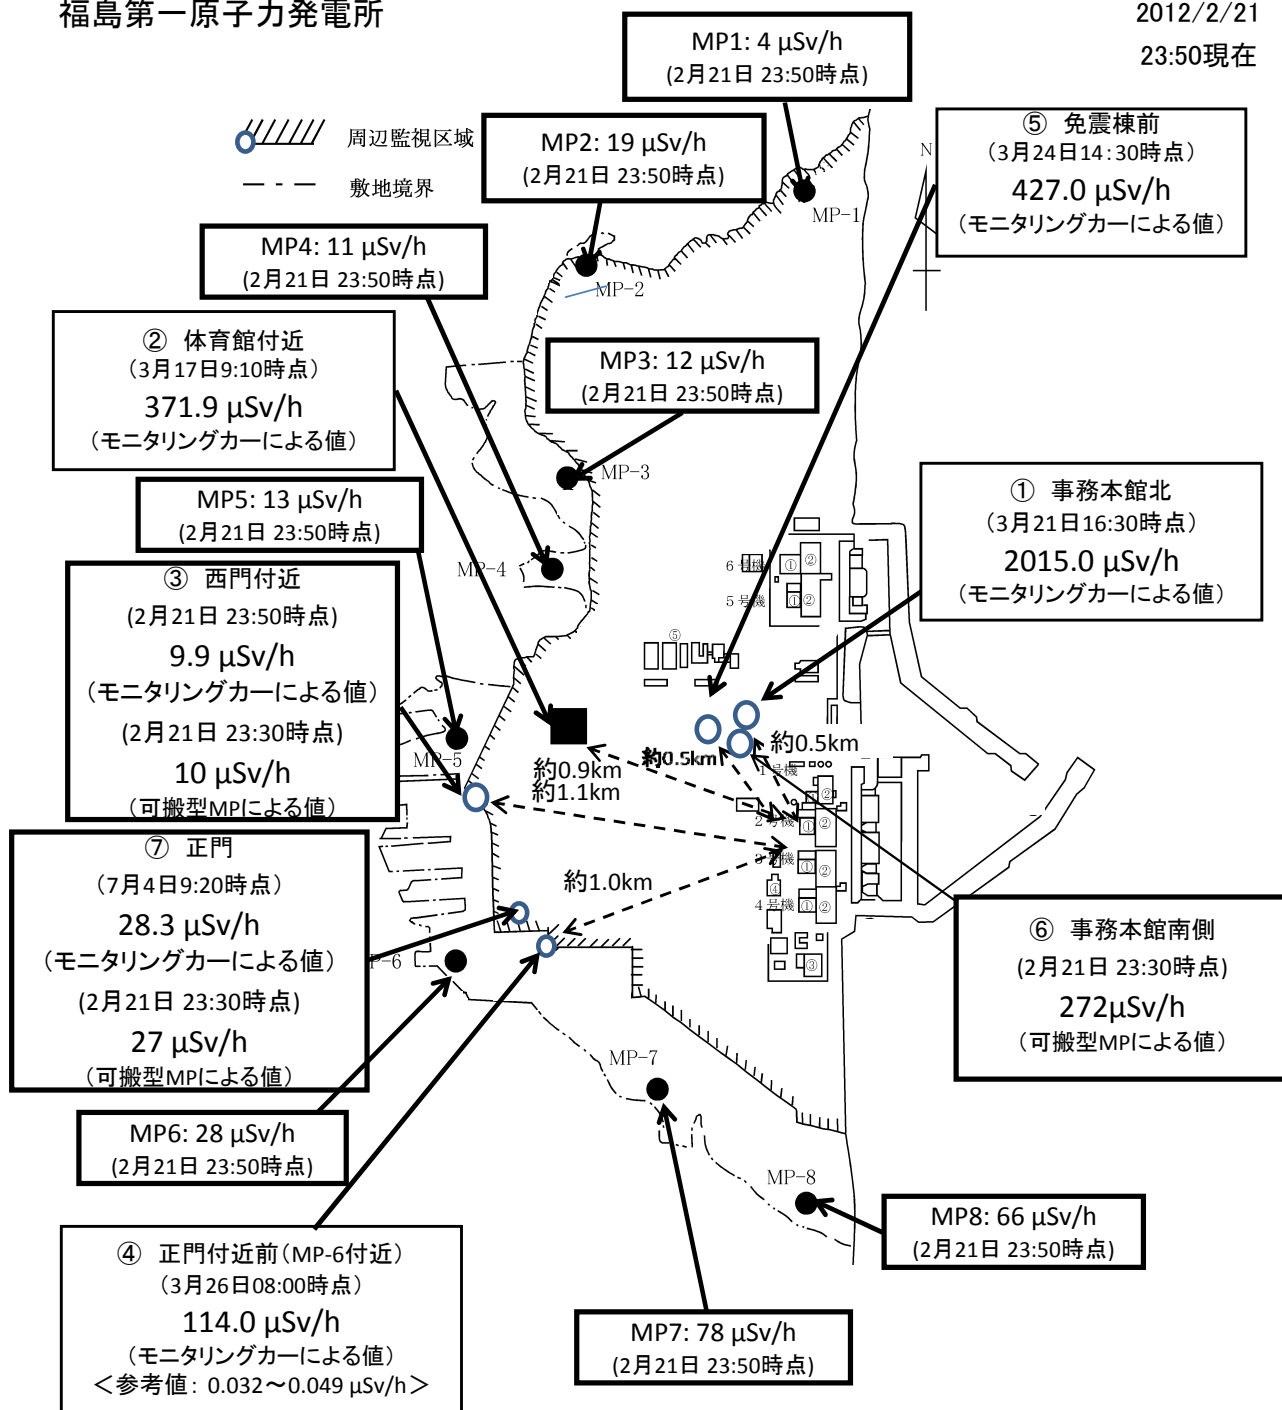 福島第一原子力発電所
2012/2/21
23:50現在
MP1: 4 μSv/h
(2月21日 23:50時点)
周辺監視区域
敷地境界
MP2: 19 μSv/h
(2月21日 23:50時点)
⑤ 免震棟前
(3月24日14:30時点)
427.0 μSv/h
(モニタリングカーによる値)
N
MP-1
MP4: 11 μSv/h
(2月21日 23:50時点)
MP-2
② 体育館付近
(3月17日9:10時点)
371.9 μSv/h
(モニタリングカーによる値)
MP3: 12 μSv/h
(2月21日 23:50時点)
MP-3
① 事務本館北
(3月21日16:30時点)
2015.0 μSv/h
(モニタリングカーによる値)
MP5: 13 μSv/h
(2月21日 23:50時点)
MP-4
6号機
①
②
5号機
①
②
③ 西門付近
(2月21日 23:50時点)
9.9 μSv/h
(モニタリングカーによる値)
(2月21日 23:30時点)
10 μSv/h
(可搬型MPによる値)
⑤
MP-5
約0.9km
約1.1km
約0.5km
約0.5km
1号機
②
2号機
①
②
3号機
①
②
④
4号機
①
②
③
約1.0km
⑦ 正門
(7月4日9:20時点)
28.3 μSv/h
(モニタリングカーによる値)
(2月21日 23:30時点)
27 μSv/h
(可搬型MPによる値)
P-6
⑥ 事務本館南側
(2月21日 23:30時点)
272μSv/h
(可搬型MPによる値)
MP-7
MP6: 28 μSv/h
(2月21日 23:50時点)
MP-8
MP8: 66 μSv/h
(2月21日 23:50時点)
④ 正門付近前(MP-6付近)
(3月26日08:00時点)
114.0 μSv/h
(モニタリングカーによる値)
<参考値: 0.032～0.049 μSv/h>
MP7: 78 μSv/h
(2月21日 23:50時点)